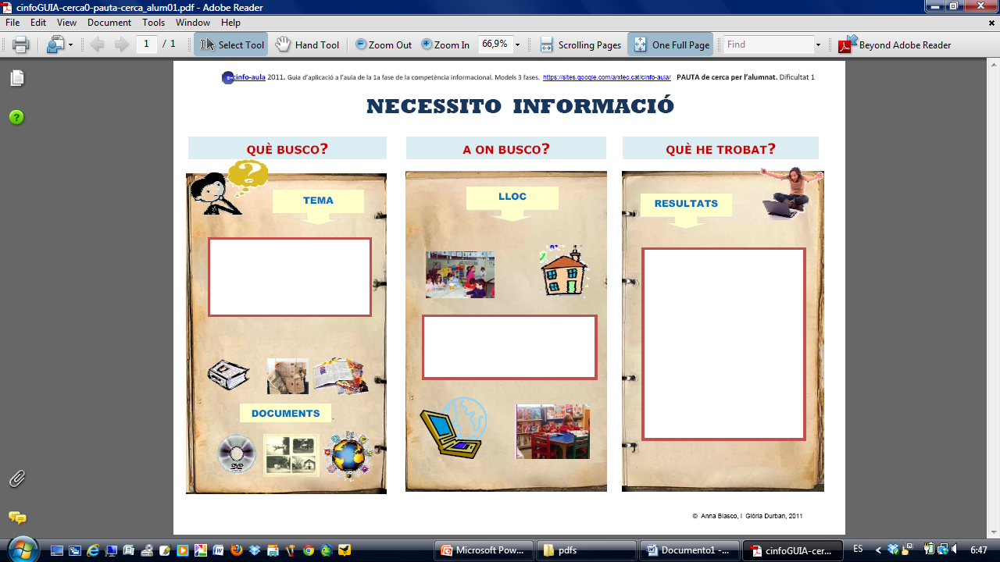 cinfoGUIA-cerca0-pauta-cerca_alum01.pdf - Adobe Reader
File Edit View Document Tools Window Help
1 / 1 Select Tool Hand Tool Zoom Out Zoom In 66,9% Scrolling Pages One Full Page Find Beyond Adobe Reader
cinfo-aula 2011. Guia d'aplicació a l'aula de la 1a fase de la competència informacional. Models 3 fases. https://sites.google.com/a/xtec.cat/cinfo-aula/ PAUTA de cerca per l'alumnat. Dificultat 1
NECESSITO INFORMACIÓ
QUÈ BUSCO?
TEMA
DOCUMENTS
DVD
A ON BUSCO?
LLOC
QUÈ HE TROBAT?
RESULTATS
© Anna Blasco, i Glòria Durban, 2011
Microsoft Pow... pdfs Documento1 -... cinfoGUIA-cer... ES 6:47